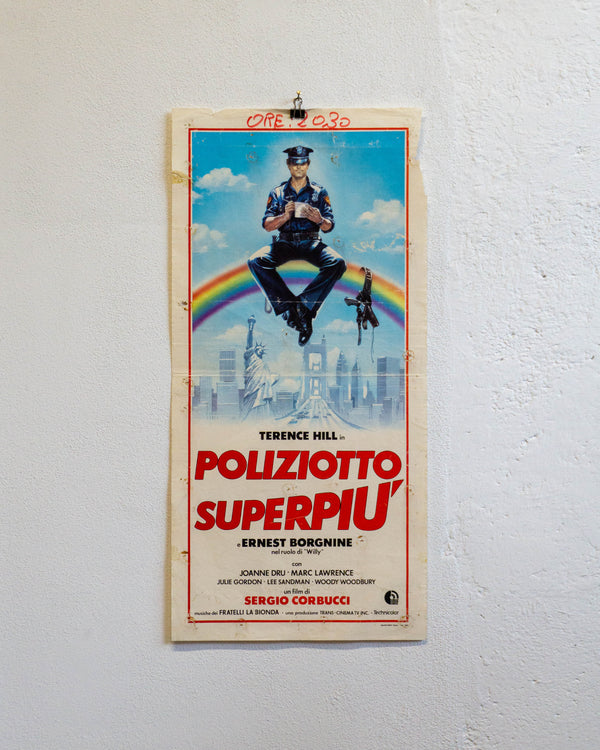 ORE: 2030
TERENCE HILL in
POLIZIOTTO
SUPERPIU'
e ERNEST BORGNINE
nel ruolo di "Willy"
con
JOANNE DRU · MARC LAWRENCE
JULIE GORDON · LEE SANDMAN · WOODY WOODBURY
un film di
SERGIO CORBUCCI
musiche dei FRATELLI LA BIONDA · una produzione TRANS-CINEMA TV INC. · Technicolor